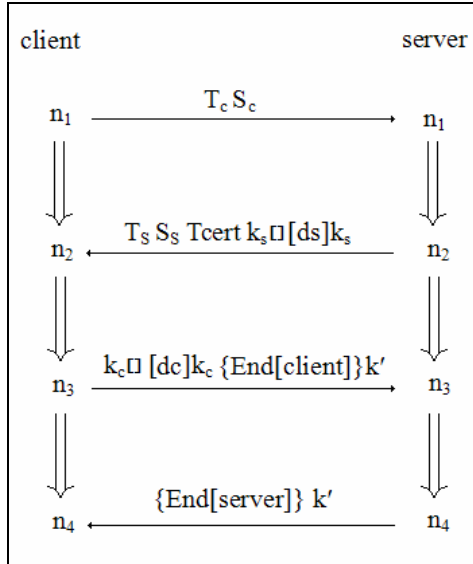 client server
T_c S_c
n_1 n_1
T_S S_S Tcert k_s▯[ds]k_s
n_2 n_2
k_c▯ [dc]k_c {End[client]}k′
n_3 n_3
{End[server]} k′
n_4 n_4